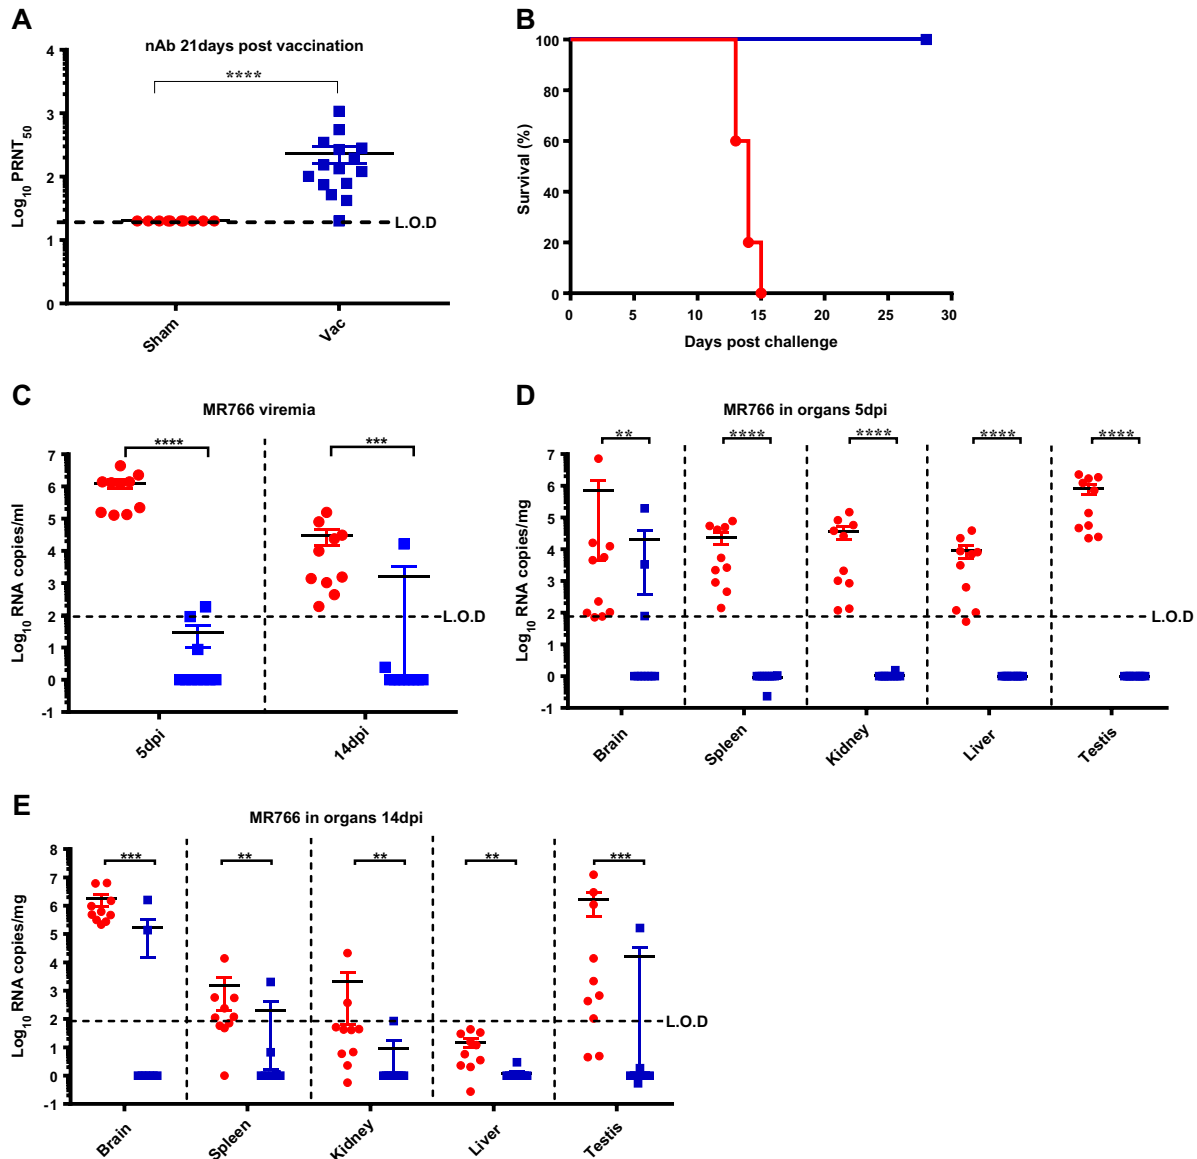 A
nAb 21days post vaccination
****
4
3
2
1
0
Log10 PRNT50
L.O.D
Sham
Vac
B
100
80
60
40
20
0
Survival (%)
0 5 10 15 20 25 30
Days post challenge
C
MR766 viremia
**** ***
7
6
5
4
3
2
1
0
-1
Log10 RNA copies/ml
L.O.D
5dpi
14dpi
D
MR766 in organs 5dpi
** **** **** **** ****
7
6
5
4
3
2
1
0
-1
Log10 RNA copies/mg
L.O.D
Brain
Spleen
Kidney
Liver
Testis
E
MR766 in organs 14dpi
*** ** ** ** ***
8
7
6
5
4
3
2
1
0
-1
Log10 RNA copies/mg
L.O.D
Brain
Spleen
Kidney
Liver
Testis